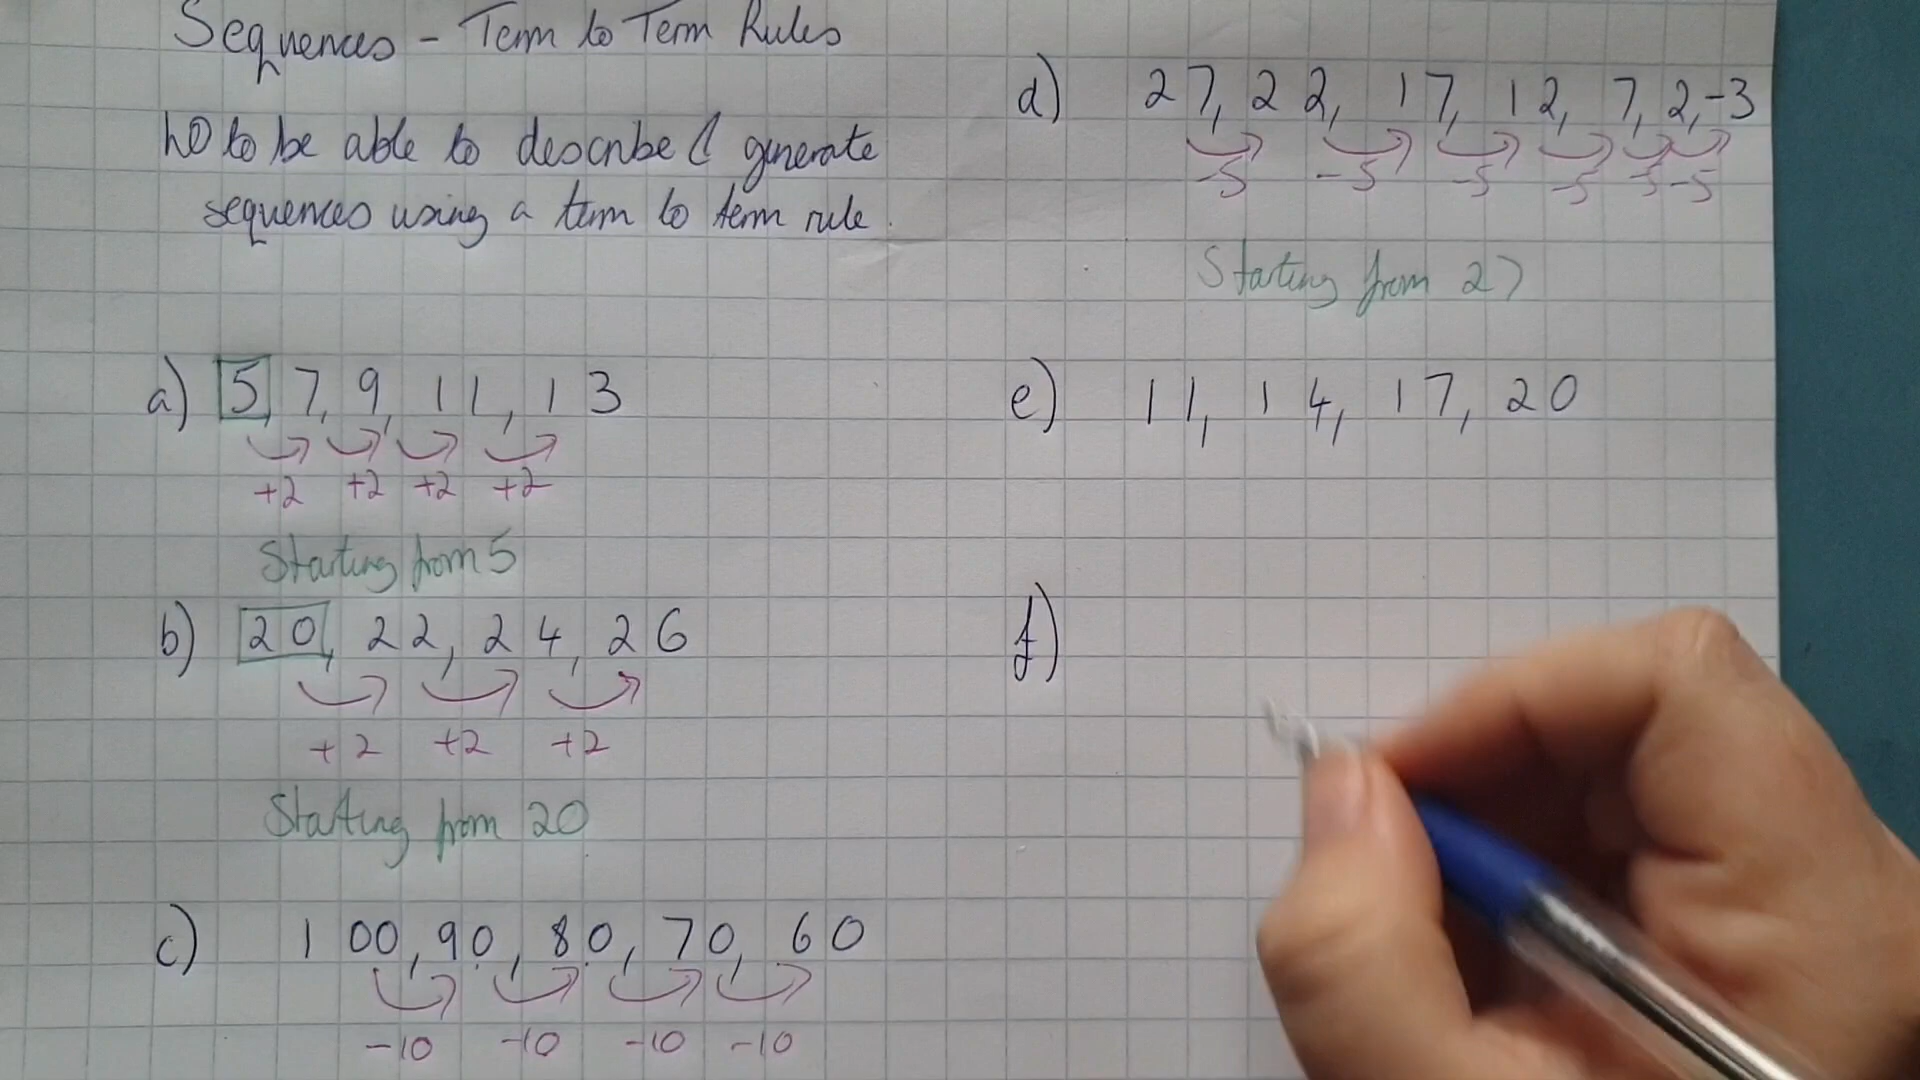 Sequences - Term to Term Rules
LO to be able to describe & generate
sequences using a term to term rule.
a) 5, 7, 9, 11, 13
+2 +2 +2 +2
Starting from 5
b) 20, 22, 24, 26
+2 +2 +2
Starting from 20
c) 100, 90, 80, 70, 60
-10 -10 -10 -10
d) 27, 22, 17, 12, 7, 2, -3
-5 -5 -5 -5 -5 -5
Starting from 27
e) 11, 14, 17, 20
f)